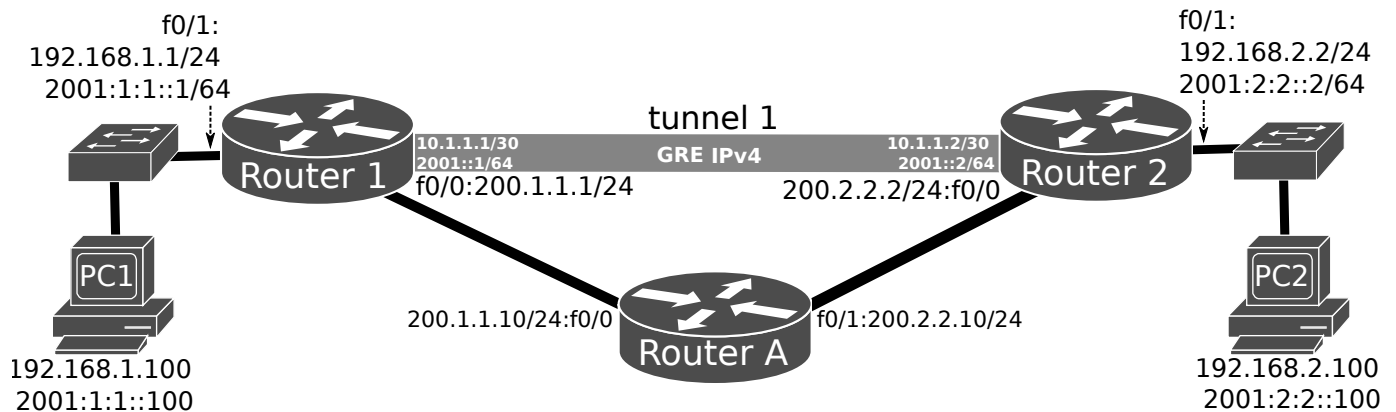 f0/1:
192.168.1.1/24
2001:1:1::1/64
f0/1:
192.168.2.2/24
2001:2:2::2/64
tunnel 1
10.1.1.1/30
2001::1/64
GRE IPv4
10.1.1.2/30
2001::2/64
Router 1
Router 2
f0/0:200.1.1.1/24
200.2.2.2/24:f0/0
PC1
PC2
200.1.1.10/24:f0/0
f0/1:200.2.2.10/24
Router A
192.168.1.100
2001:1:1::100
192.168.2.100
2001:2:2::100